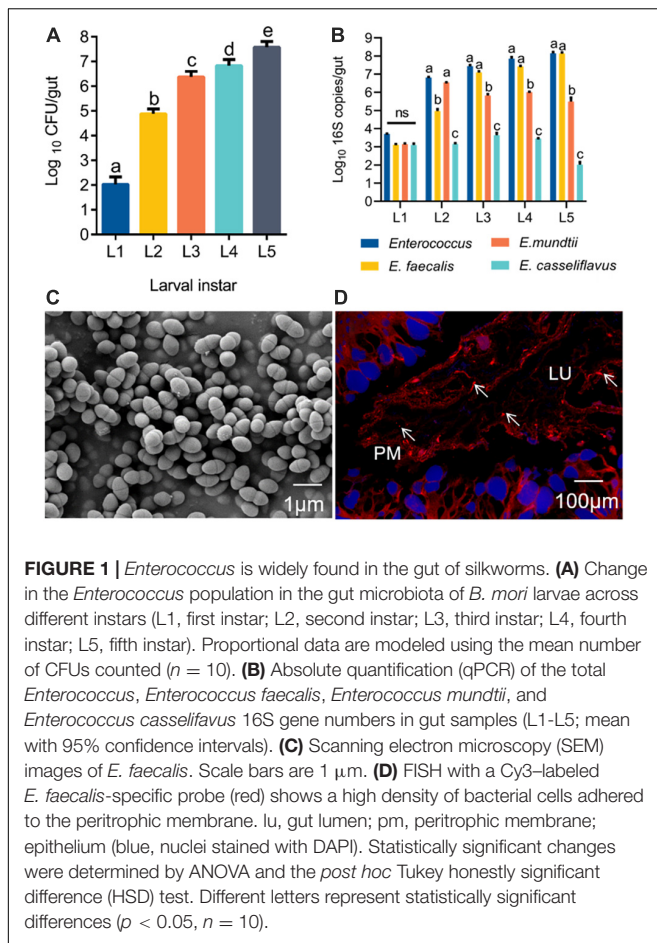 A
Log 10 CFU/gut
9
8
7
6
5
4
3
2
1
0
a
b
c
d
e
L1 L2 L3 L4 L5
Larval instar
B
Log10 16S copies/gut
9
8
7
6
5
4
3
2
1
0
ns
a b a c
a a b c
a a b c
a a b c
L1 L2 L3 L4 L5
Enterococcus
E.mundtii
E. faecalis
E. casseliflavus
C
1μm
D
LU
PM
100μm
FIGURE 1 | Enterococcus is widely found in the gut of silkworms. (A) Change
in the Enterococcus population in the gut microbiota of B. mori larvae across
different instars (L1, first instar; L2, second instar; L3, third instar; L4, fourth
instar; L5, fifth instar). Proportional data are modeled using the mean number
of CFUs counted (n = 10). (B) Absolute quantification (qPCR) of the total
Enterococcus, Enterococcus faecalis, Enterococcus mundtii, and
Enterococcus casselifavus 16S gene numbers in gut samples (L1-L5; mean
with 95% confidence intervals). (C) Scanning electron microscopy (SEM)
images of E. faecalis. Scale bars are 1 μm. (D) FISH with a Cy3–labeled
E. faecalis-specific probe (red) shows a high density of bacterial cells adhered
to the peritrophic membrane. lu, gut lumen; pm, peritrophic membrane;
epithelium (blue, nuclei stained with DAPI). Statistically significant changes
were determined by ANOVA and the post hoc Tukey honestly significant
difference (HSD) test. Different letters represent statistically significant
differences (p < 0.05, n = 10).